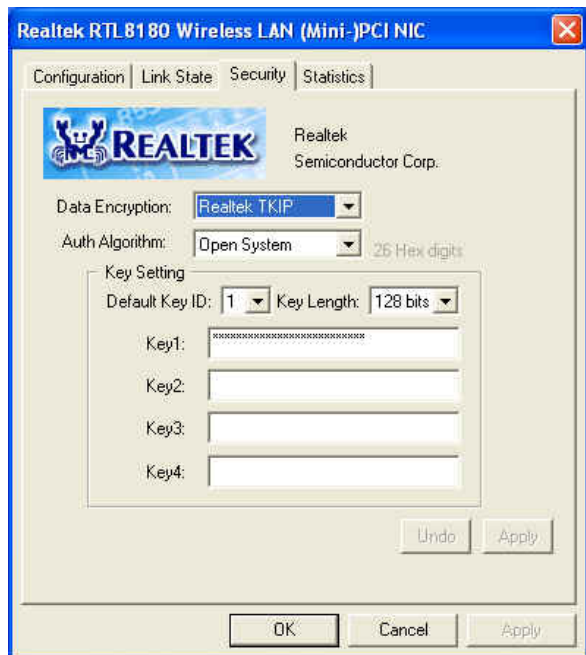 Realtek RTL8180 Wireless LAN (Mini-)PCI NIC
Configuration
Link State
Security
Statistics
REALTEK
Realtek
Semiconductor Corp.
Data Encryption: Realtek TKIP
Auth Algorithm: Open System
26 Hex digits
Key Setting
Default Key ID: 1 Key Length: 128 bits
Key1: **************************
Key2:
Key3:
Key4:
Undo
Apply
OK
Cancel
Apply